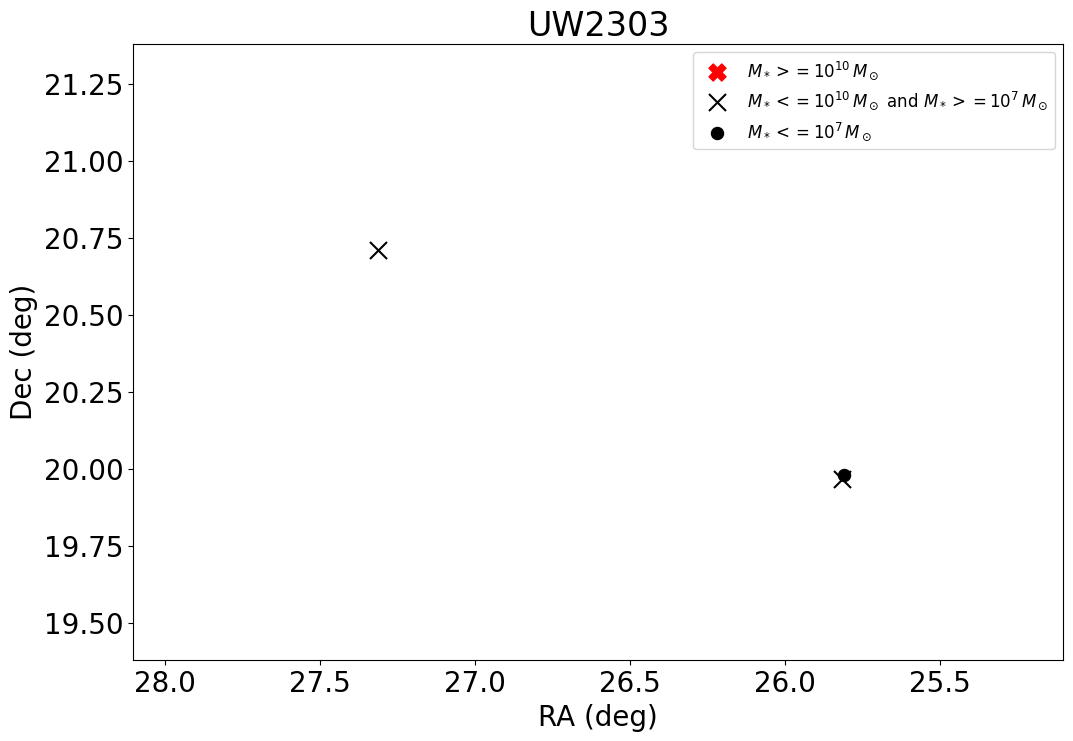 UW2303
M* >= 10^10 M⊙
M* <= 10^10 M⊙ and M* >= 10^7 M⊙
M* <= 10^7 M⊙
Dec (deg)
21.25
21.00
20.75
20.50
20.25
20.00
19.75
19.50
28.0 27.5 27.0 26.5 26.0 25.5
RA (deg)